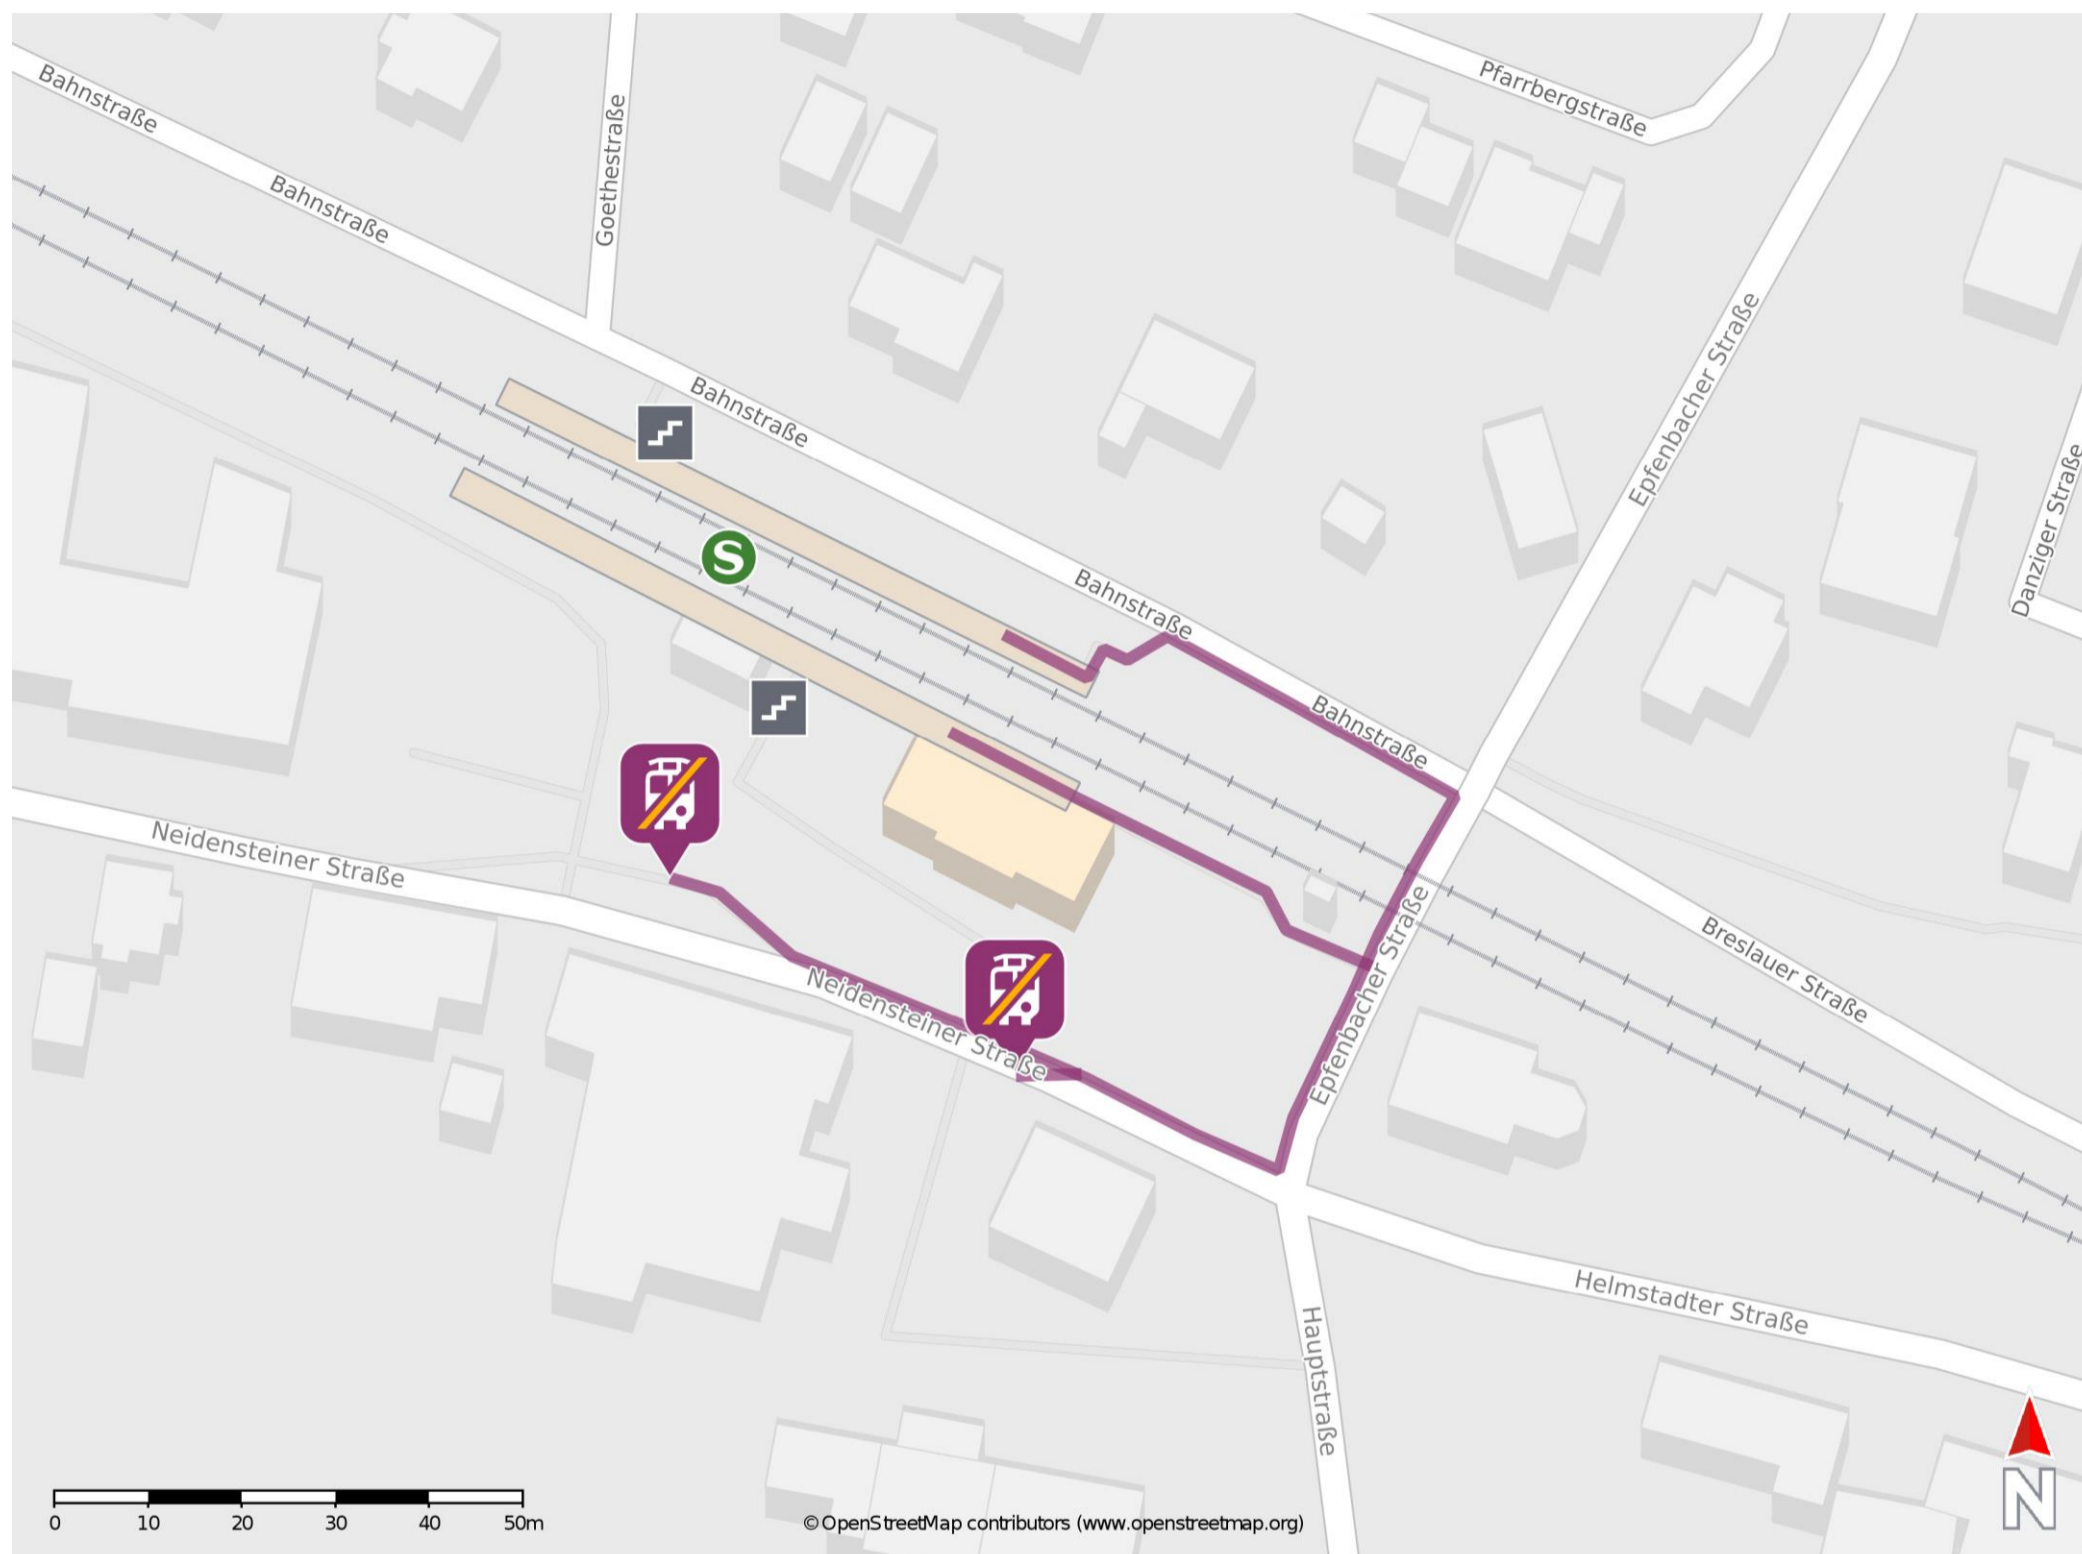 Bahnstraße
Pfarrbergstraße
Goethestraße
Bahnstraße
Epfenbacher Straße
Bahnstraße
Danziger Straße
S
Bahnstraße
Bahnstraße
Neidensteiner Straße
Epfenbacher Straße
Breslauer Straße
Neidensteiner Straße
Helmstadter Straße
Hauptstraße
N
0 10 20 30 40 50m
© OpenStreetMap contributors (www.openstreetmap.org)